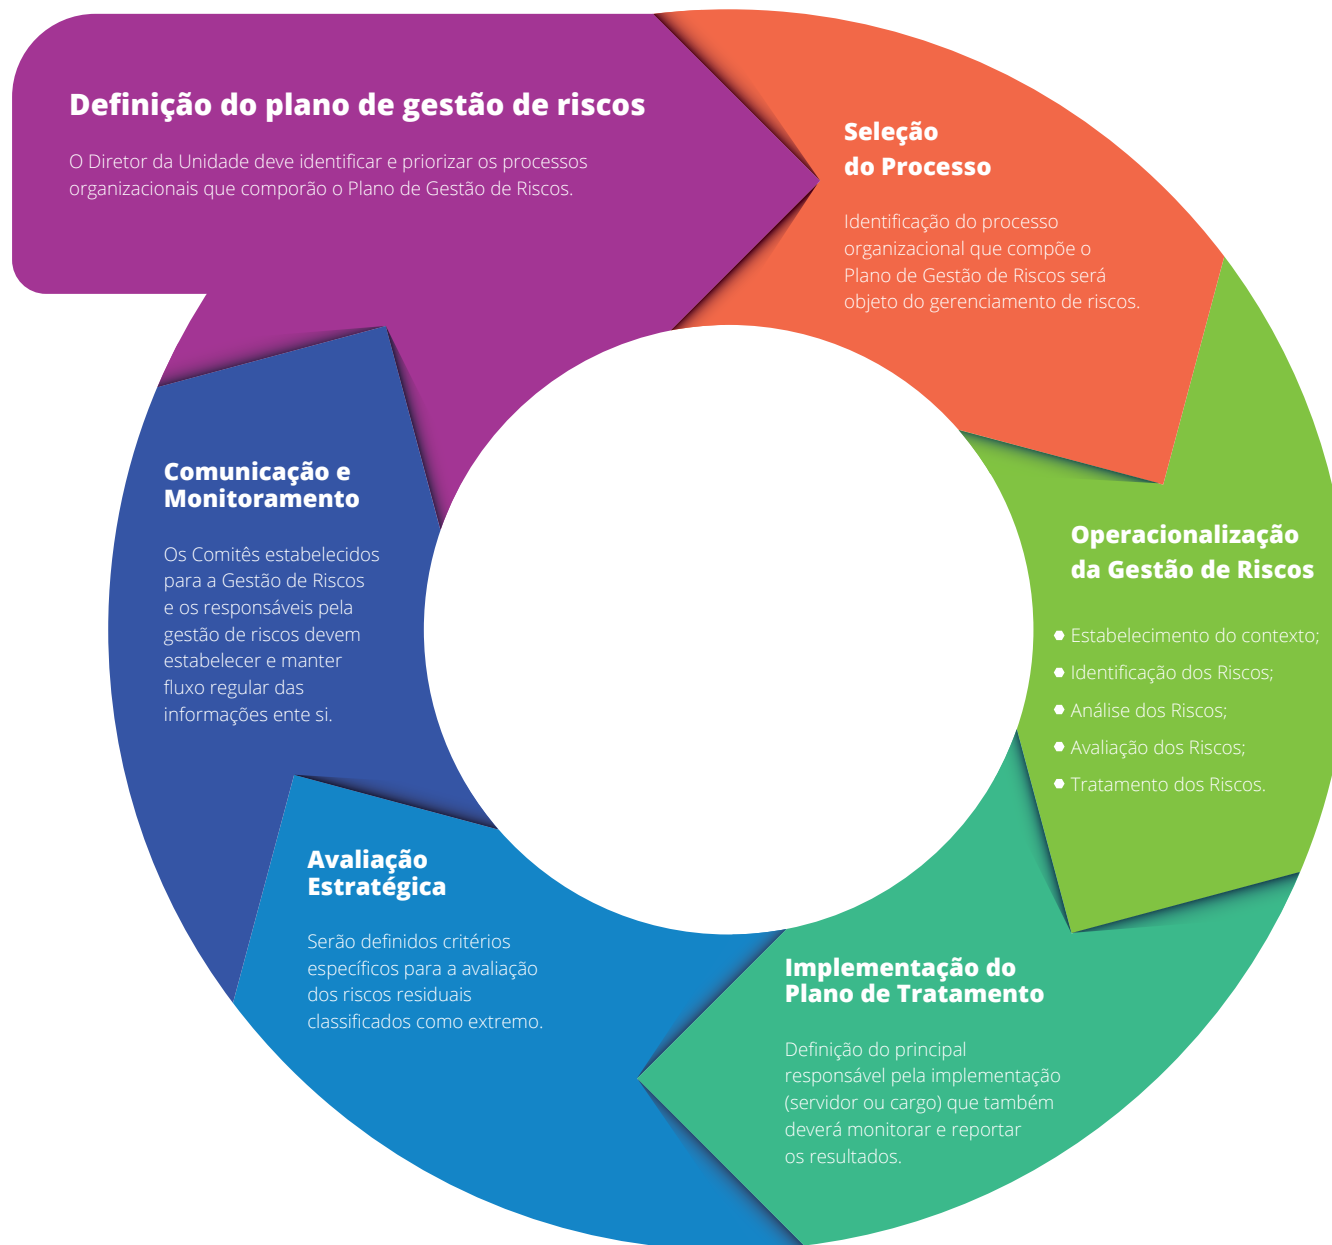 Definição do plano de gestão de riscos
O Diretor da Unidade deve identificar e priorizar os processos
organizacionais que comporão o Plano de Gestão de Riscos.
Seleção
do Processo
Identificação do processo
organizacional que compõe o
Plano de Gestão de Riscos será
objeto do gerenciamento de riscos.
Operacionalização
da Gestão de Riscos
Estabelecimento do contexto;
Identificação dos Riscos;
Análise dos Riscos;
Avaliação dos Riscos;
Tratamento dos Riscos.
Implementação do
Plano de Tratamento
Definição do principal
responsável pela implementação
(servidor ou cargo) que também
deverá monitorar e reportar
os resultados.
Avaliação
Estratégica
Serão definidos critérios
específicos para a avaliação
dos riscos residuais
classificados como extremo.
Comunicação e
Monitoramento
Os Comitês estabelecidos
para a Gestão de Riscos
e os responsáveis pela
gestão de riscos devem
estabelecer e manter
fluxo regular das
informações ente si.